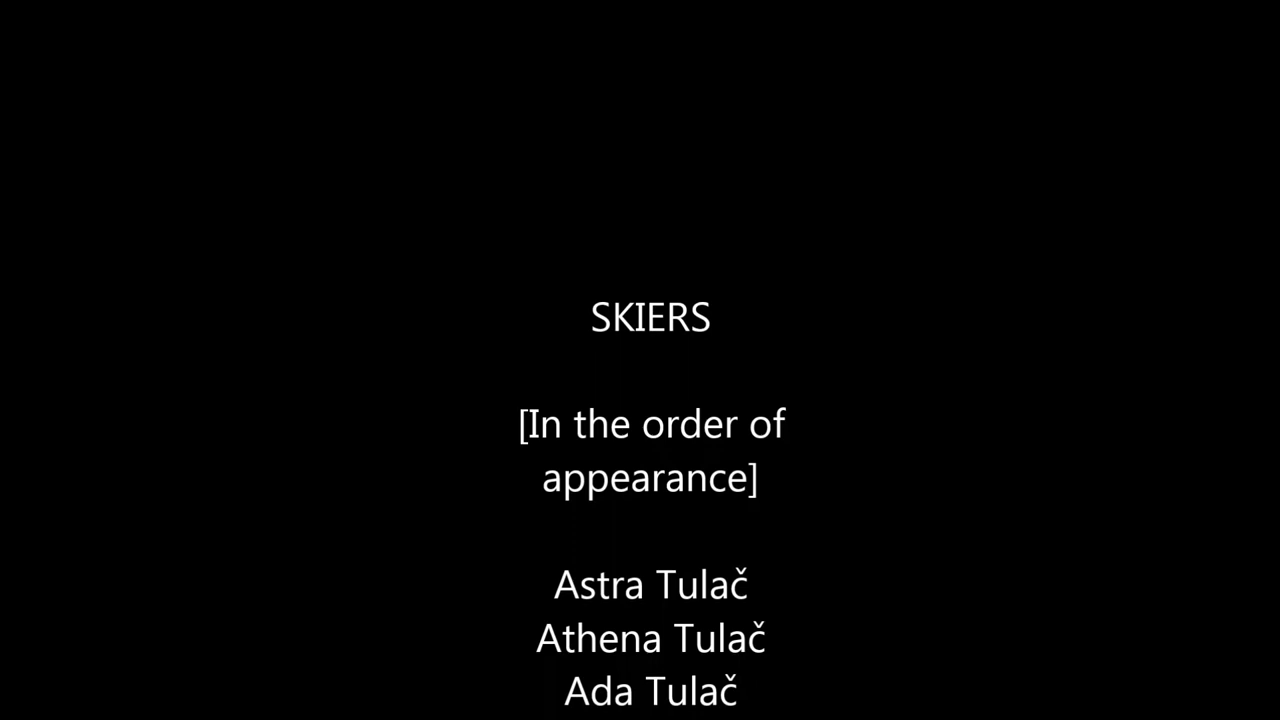 SKIERS
[In the order of
appearance]
Astra Tulač
Athena Tulač
Ada Tulač